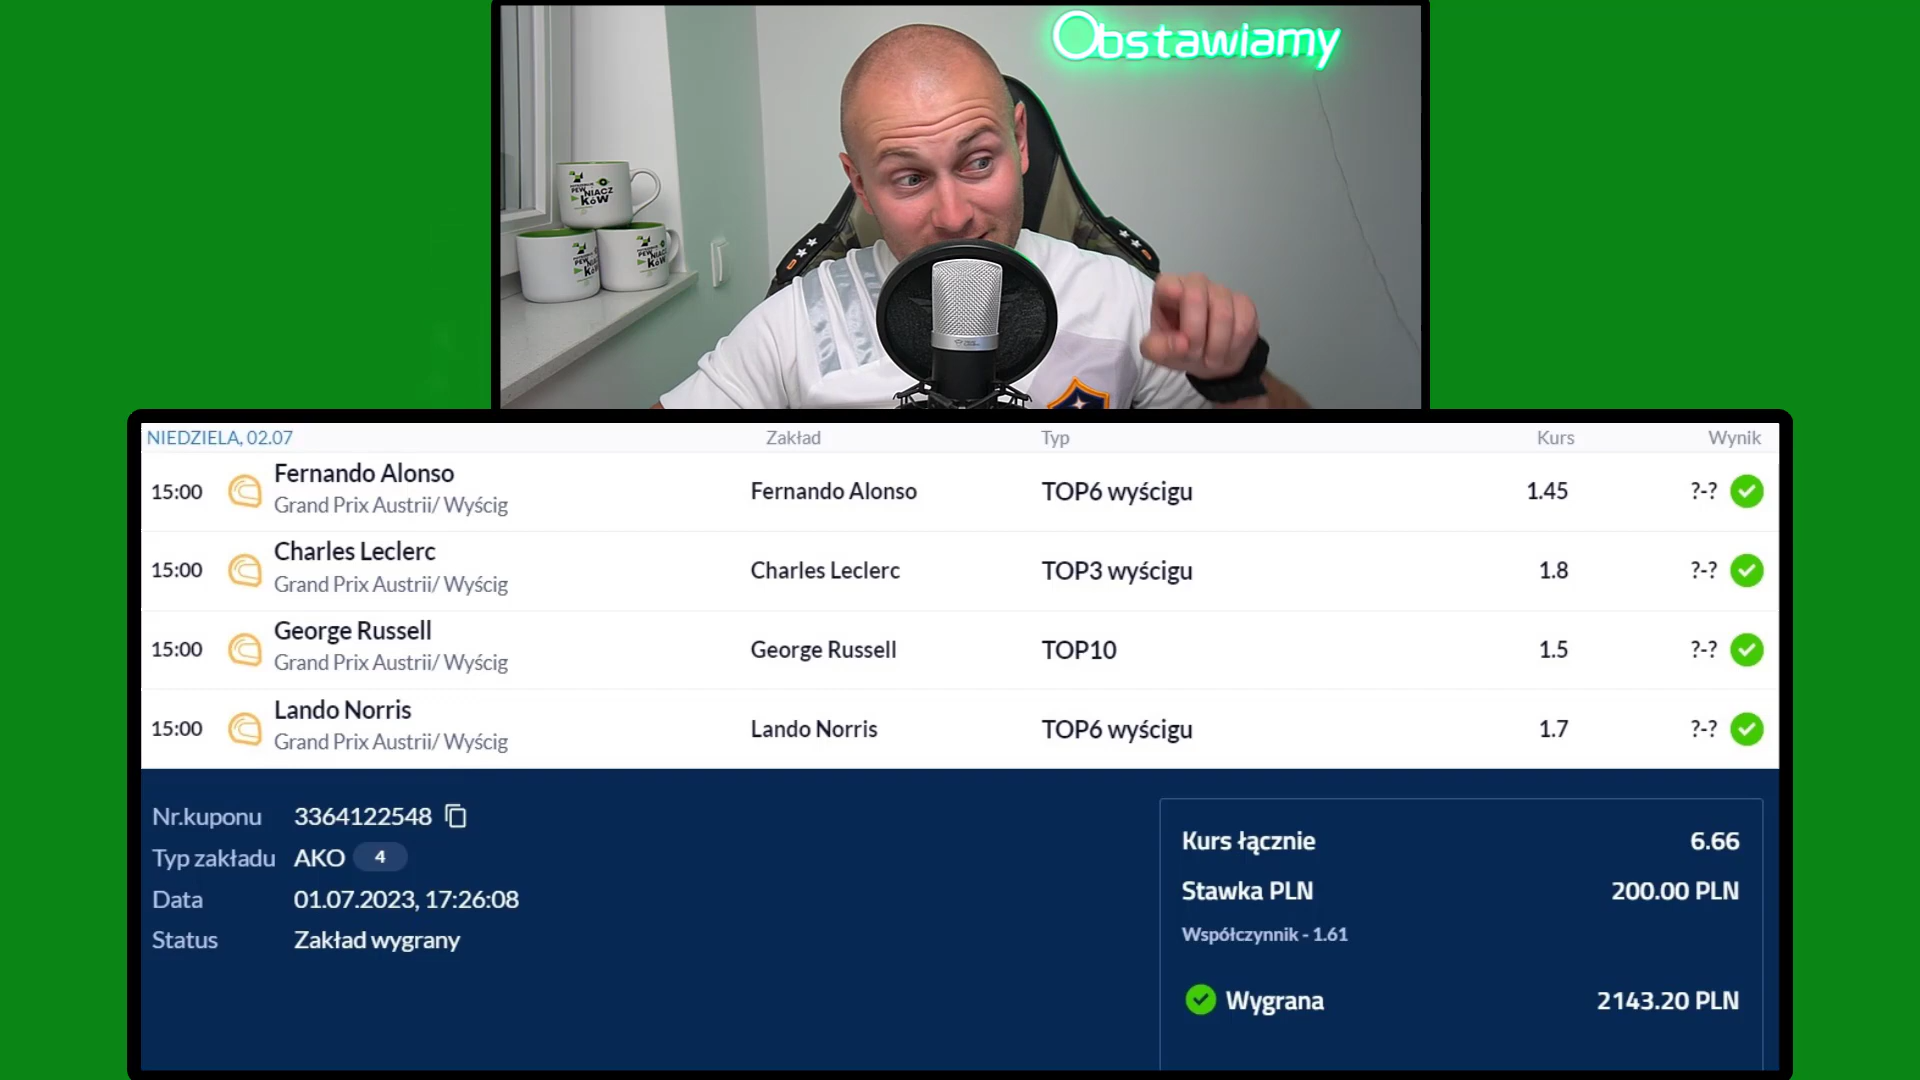 Obstawiamy
PEW
NIACZ
KÓW
NIEDZIELA, 02.07 Zakład Typ Kurs Wynik
15:00 Fernando Alonso Fernando Alonso TOP6 wyścigu 1.45 ?-?
Grand Prix Austrii/ Wyścig
15:00 Charles Leclerc Charles Leclerc TOP3 wyścigu 1.8 ?-?
Grand Prix Austrii/ Wyścig
15:00 George Russell George Russell TOP10 1.5 ?-?
Grand Prix Austrii/ Wyścig
15:00 Lando Norris Lando Norris TOP6 wyścigu 1.7 ?-?
Grand Prix Austrii/ Wyścig
Nr.kuponu 3364122548
Typ zakładu AKO 4
Data 01.07.2023, 17:26:08
Status Zakład wygrany
Kurs łącznie 6.66
Stawka PLN 200.00 PLN
Współczynnik - 1.61
Wygrana 2143.20 PLN